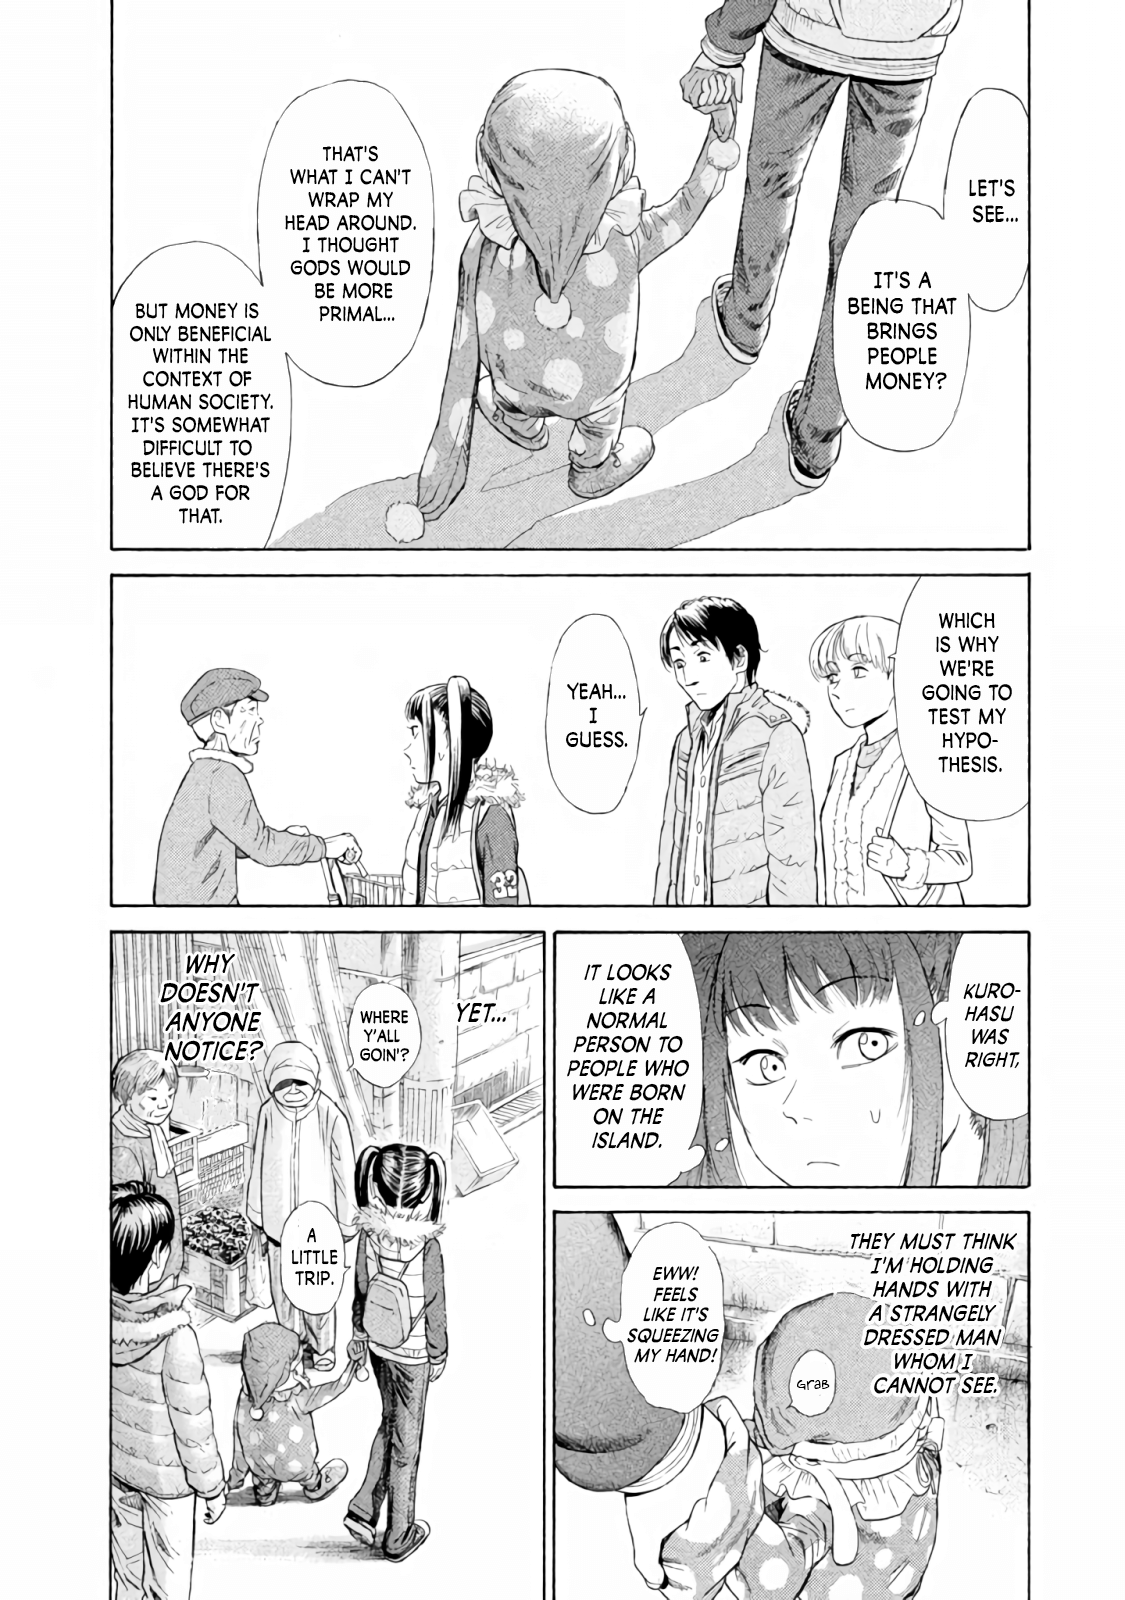 LET'S
SEE...
IT'S A
BEING THAT
BRINGS
PEOPLE
MONEY?
THAT'S
WHAT I CAN'T
WRAP MY
HEAD AROUND.
I THOUGHT
GODS WOULD
BE MORE
PRIMAL...
BUT MONEY IS
ONLY BENEFICIAL
WITHIN THE
CONTEXT OF
HUMAN SOCIETY.
IT'S SOMEWHAT
DIFFICULT TO
BELIEVE THERE'S
A GOD FOR
THAT.
WHICH
IS WHY
WE'RE
GOING TO
TEST MY
HYPO-
THESIS.
YEAH...
I
GUESS.
32
KURO-
HASU
WAS
RIGHT,
IT LOOKS
LIKE A
NORMAL
PERSON TO
PEOPLE WHO
WERE BORN
ON THE
ISLAND.
THEY MUST THINK
I'M HOLDING
HANDS WITH
A STRANGELY
DRESSED MAN
WHOM I
CANNOT SEE.
EWW!
FEELS
LIKE IT'S
SQUEEZING
MY HAND!
GRAB
YET...
WHERE
Y'ALL
GOIN'?
WHY
DOESN'T
ANYONE
NOTICE?
A
LITTLE
TRIP.